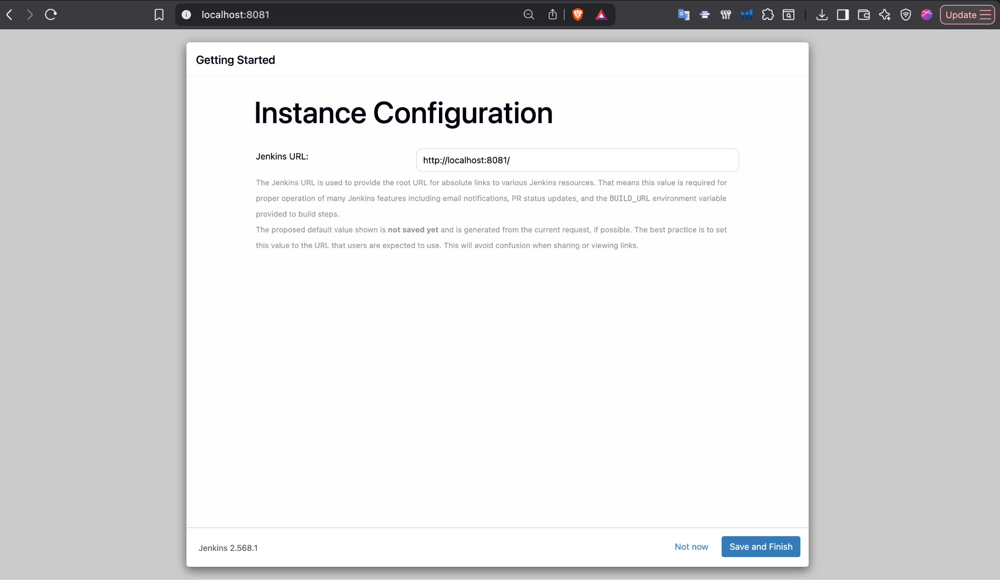 localhost:8081
Update
Getting Started
Instance Configuration
Jenkins URL:
http://localhost:8081/
The Jenkins URL is used to provide the root URL for absolute links to various Jenkins resources. That means this value is required for
proper operation of many Jenkins features including email notifications, PR status updates, and the BUILD_URL environment variable
provided to build steps.
The proposed default value shown is not saved yet and is generated from the current request, if possible. The best practice is to set
this value to the URL that users are expected to use. This will avoid confusion when sharing or viewing links.
Jenkins 2.568.1
Not now
Save and Finish